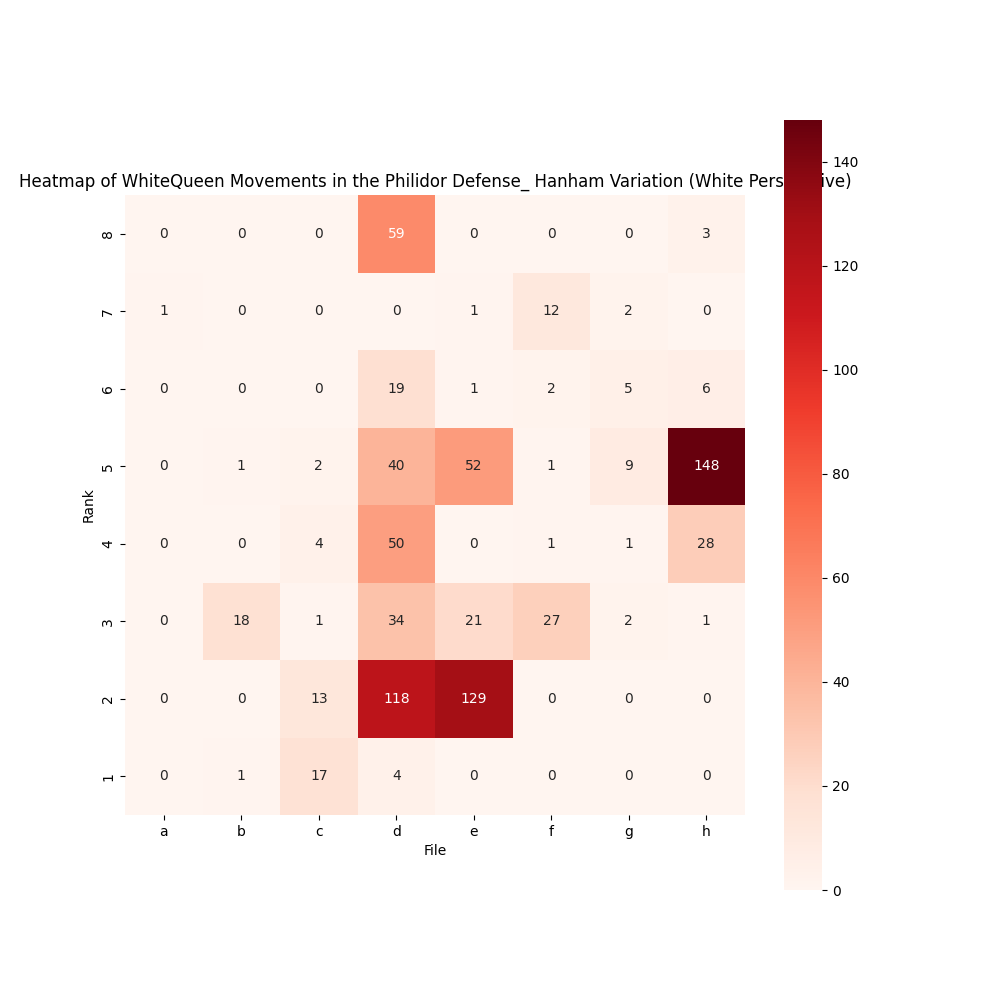 Heatmap of WhiteQueen Movements in the Philidor Defense_ Hanham Variation (White Pers ive)
Rank
8 0 0 0 59 0 0 0 3
7 1 0 0 0 1 12 2 0
6 0 0 0 19 1 2 5 6
5 0 1 2 40 52 1 9 148
4 0 0 4 50 0 1 1 28
3 0 18 1 34 21 27 2 1
2 0 0 13 118 129 0 0 0
1 0 1 17 4 0 0 0 0
a b c d e f g h
File
140
120
100
80
60
40
20
0